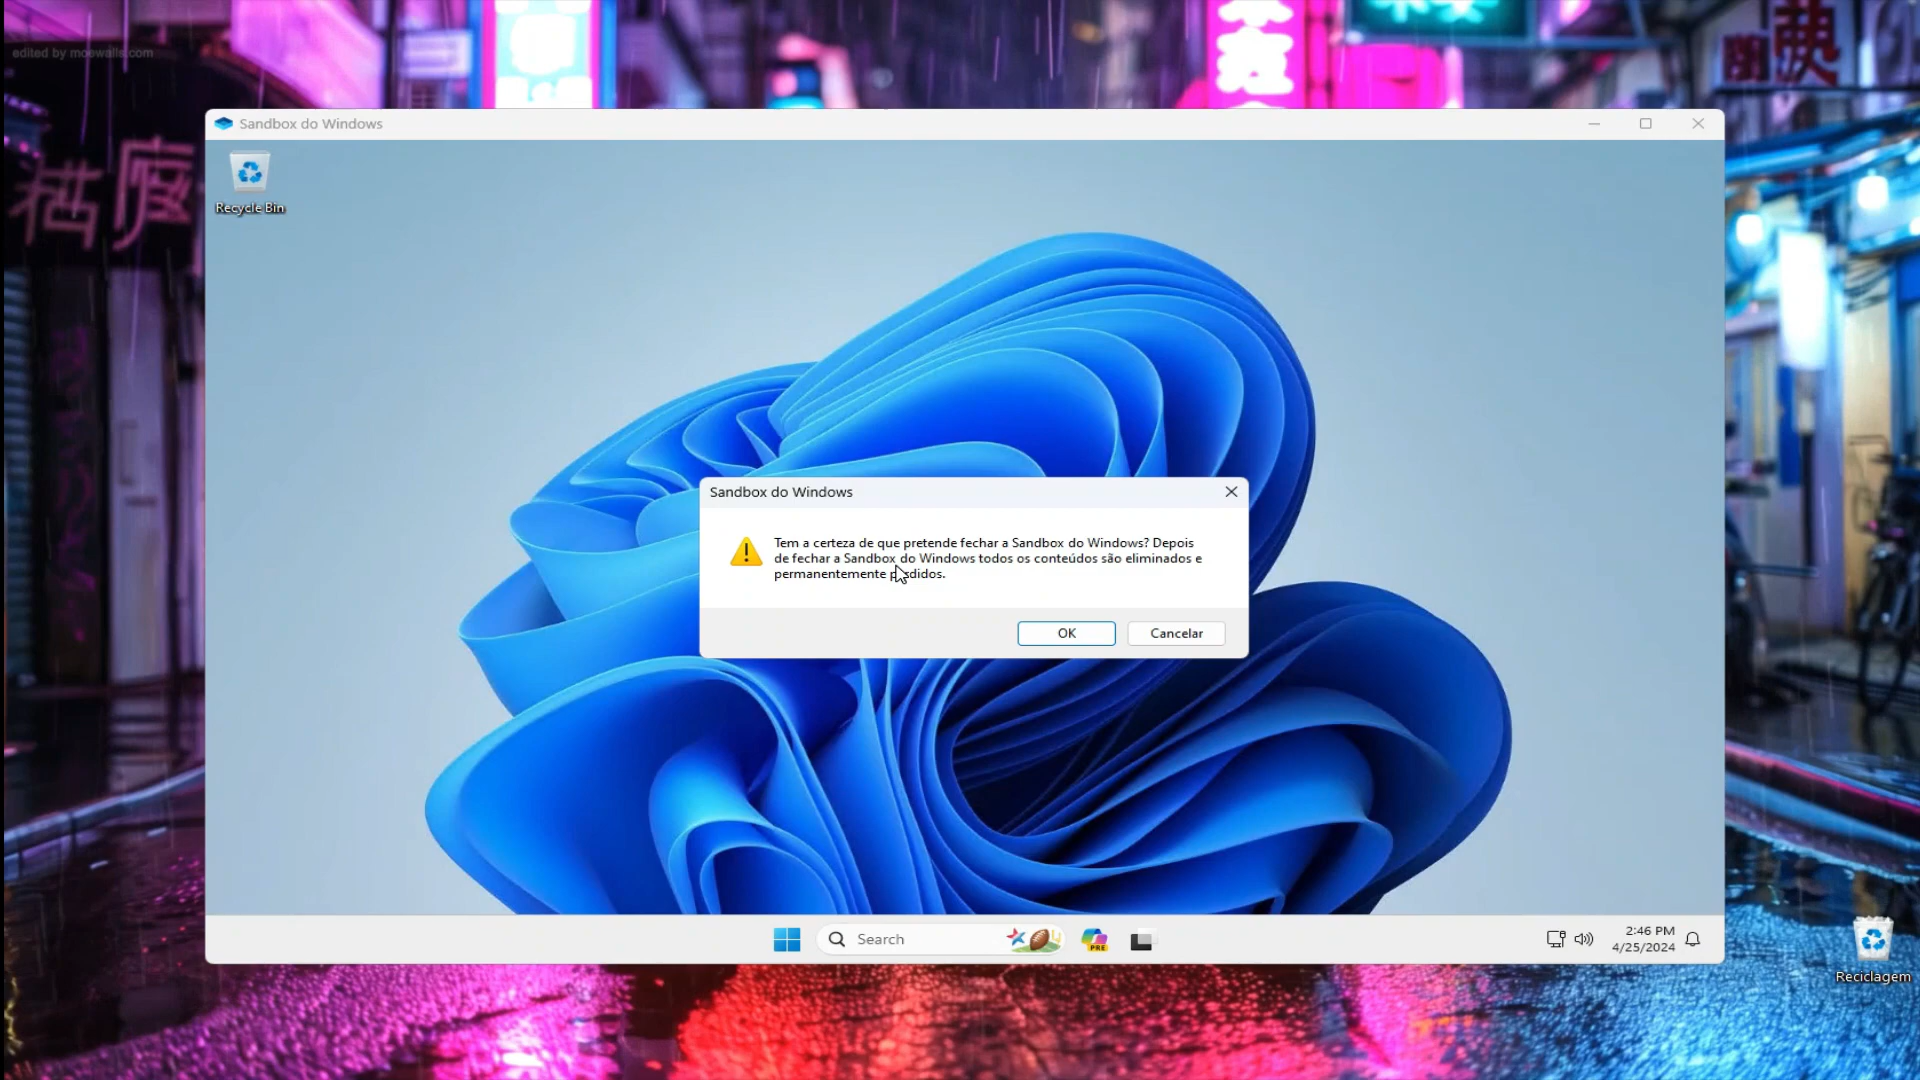 edited by moewalls.com
Sandbox do Windows
Recycle Bin
Sandbox do Windows
Tem a certeza de que pretende fechar a Sandbox do Windows? Depois
de fechar a Sandbox do Windows todos os conteúdos são eliminados e
permanentemente perdidos.
OK
Cancelar
Search
PRE
2:46 PM
4/25/2024
Reciclagem